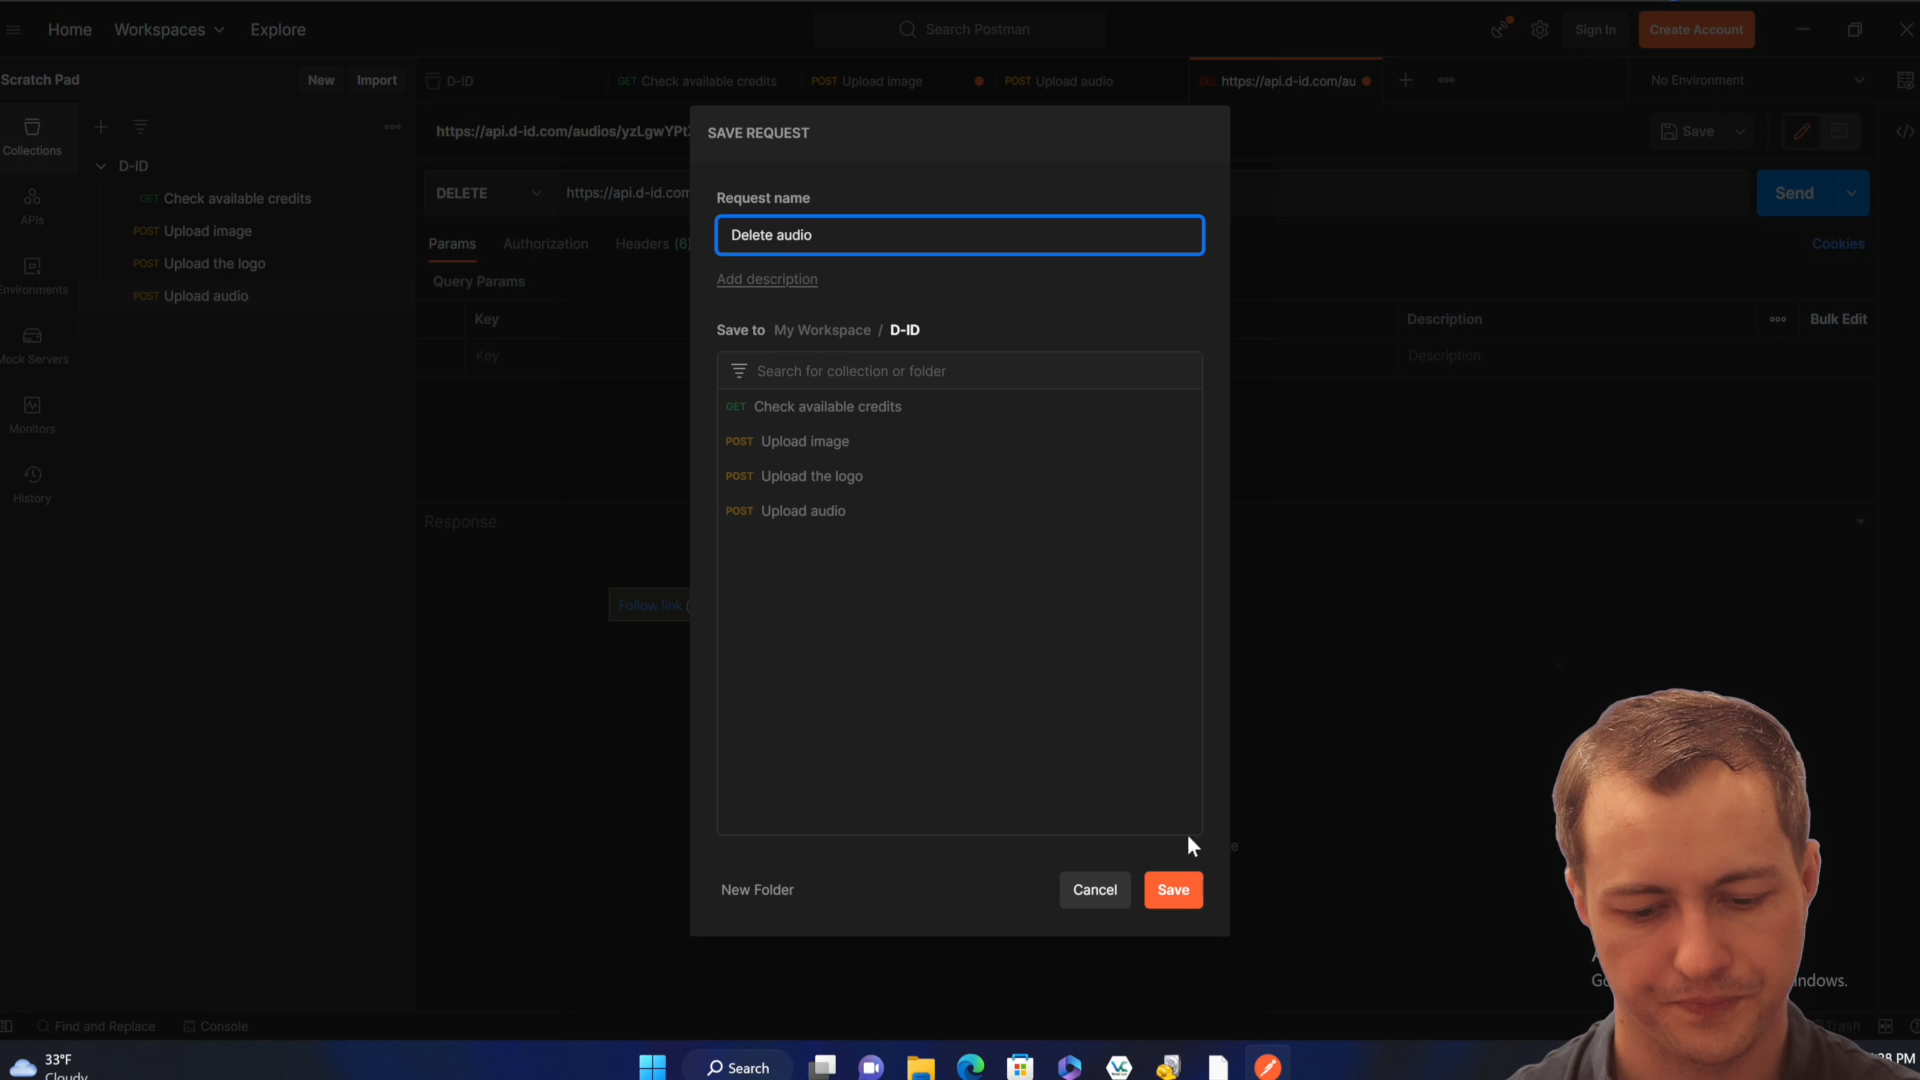 Home
Workspaces
Explore
Search Postman
Sign In
Create Account
Scratch Pad
New
Import
D-ID
GET Check available credits
POST Upload image
POST Upload audio
DEL https://api.d-id.com/au
No Environment
https://api.d-id.com/audios/yzLgwYPt
Save
Collections
D-ID
GET Check available credits
POST Upload image
POST Upload the logo
POST Upload audio
APIs
Environments
Mock Servers
Monitors
History
DELETE
https://api.d-id.com
Send
Params
Authorization
Headers (6)
Cookies
Query Params
Key
Description
Bulk Edit
Key
Description
Response
Follow link (
SAVE REQUEST
Request name
Delete audio
Add description
Save to My Workspace / D-ID
Search for collection or folder
GET Check available credits
POST Upload image
POST Upload the logo
POST Upload audio
New Folder
Cancel
Save
Find and Replace
Console
Trash
33°F
Cloudy
Search
:28 PM